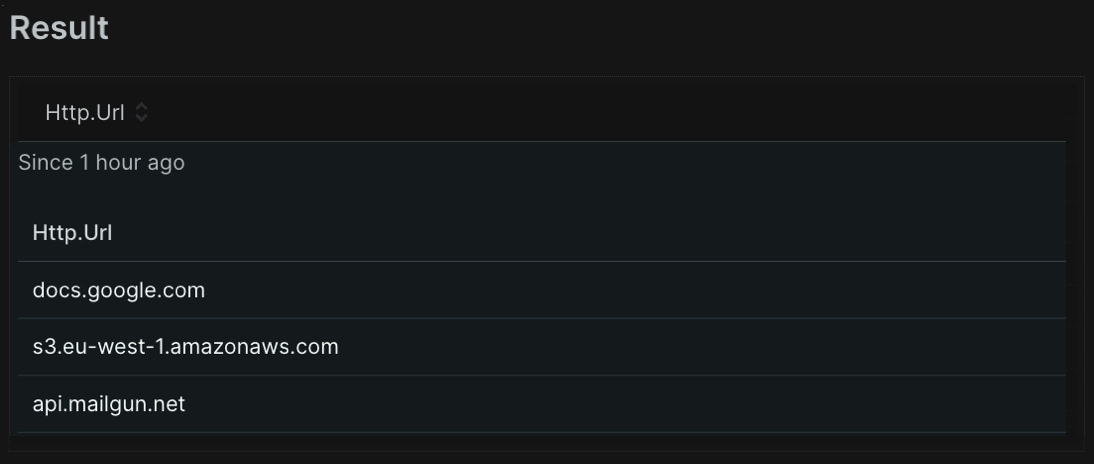 Result
Http.Url
Since 1 hour ago
Http.Url
docs.google.com
s3.eu-west-1.amazonaws.com
api.mailgun.net